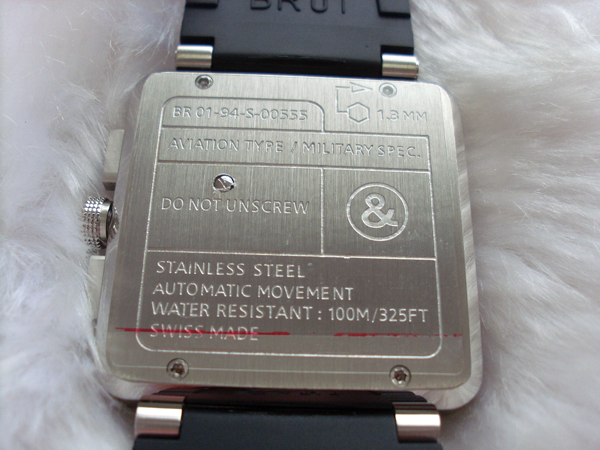 BR01
BR 01-94-S-00555
1.3 MM
AVIATION TYPE / MILITARY SPEC.
DO NOT UNSCREW
&
STAINLESS STEEL
AUTOMATIC MOVEMENT
WATER RESISTANT : 100M/325FT
SWISS MADE